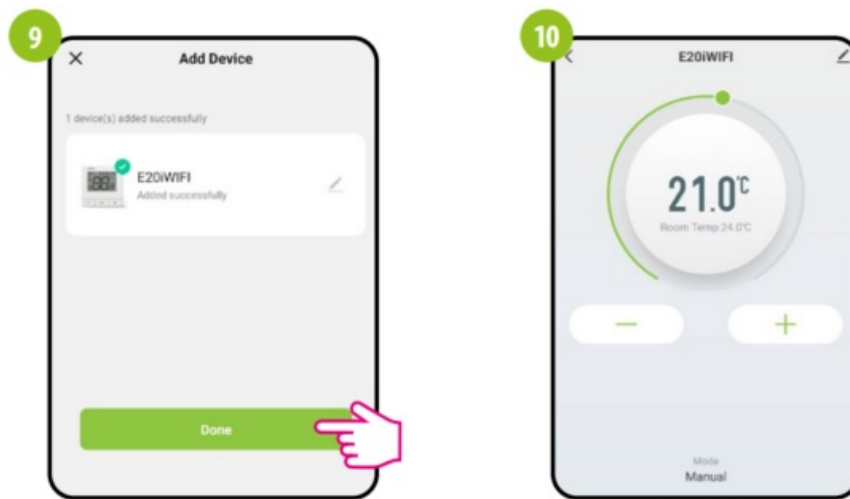 9
Add Device
1 device(s) added successfully
E20iWIFI
Added successfully
Done
10
E20iWIFI
21.0℃
Room Temp 24.0℃
Mode
Manual